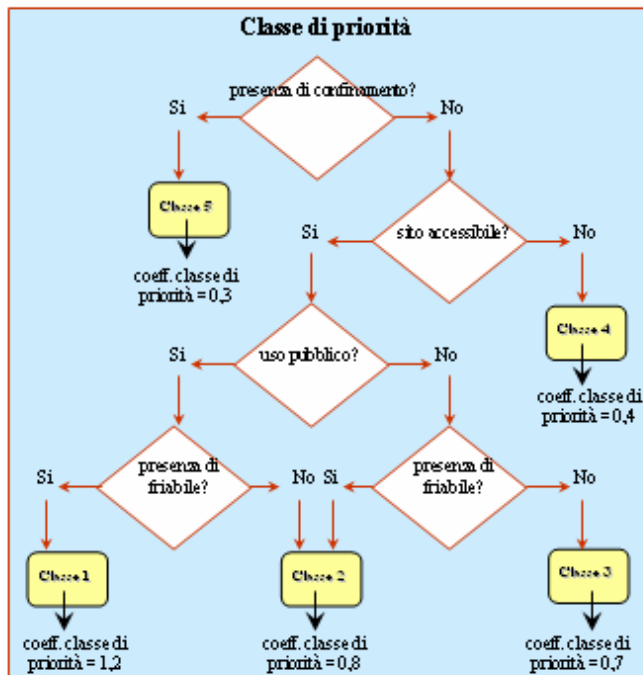 Classe di priorità
presenza di confinamento?
Si
No
Classe 5
Si
sito accessibile?
No
coeff. classe di
priorità = 0,3
Si
uso pubblico?
No
Classe 4
coeff. classe di
priorità = 0,4
Si
presenza di
friabile?
No
Si
presenza di
friabile?
No
Classe 1
Classe 2
Classe 3
coeff. classe di
priorità = 1,2
coeff. classe di
priorità = 0,8
coeff. classe di
priorità = 0,7